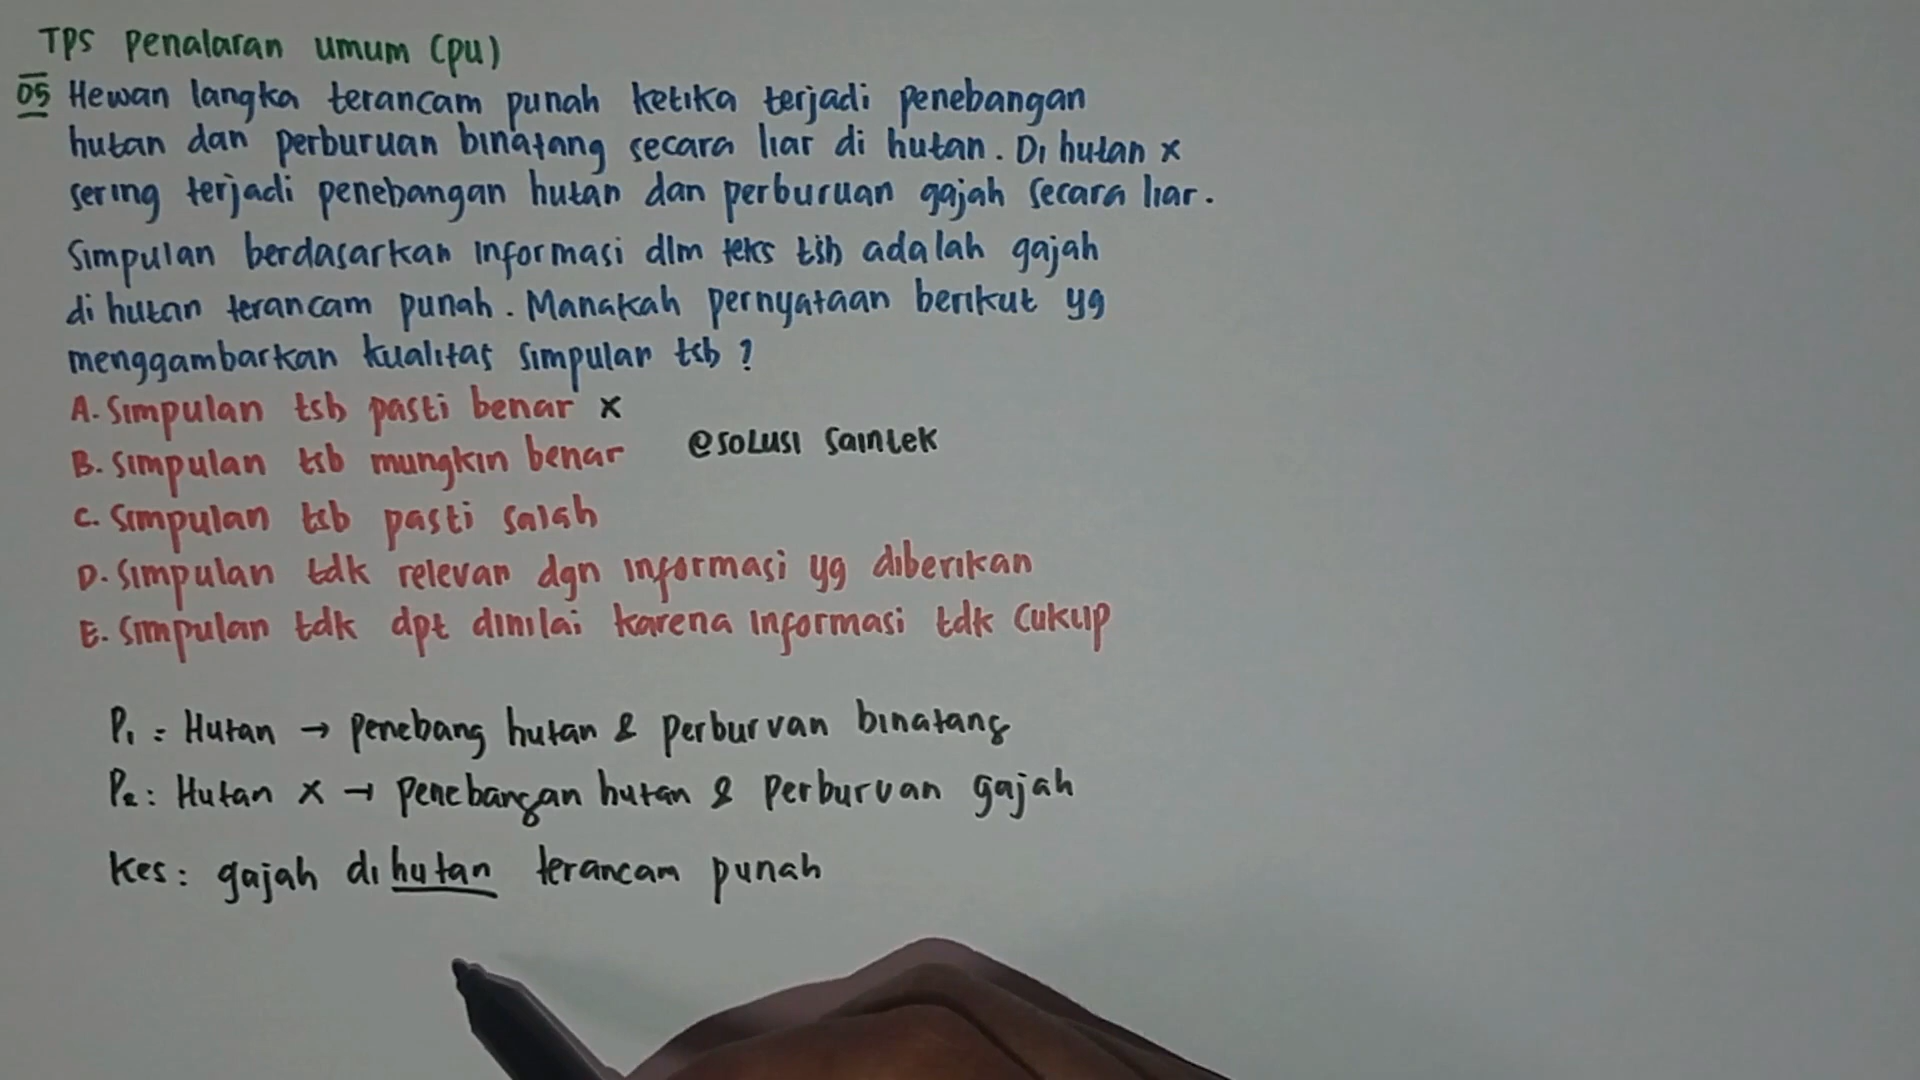 TPS Penalaran umum (PU)
05 Hewan langka terancam punah ketika terjadi penebangan
hutan dan perburuan binatang secara liar di hutan. Di hutan x
sering terjadi penebangan hutan dan perburuan gajah secara liar.
Simpulan berdasarkan informasi dlm teks tsb adalah gajah
di hutan terancam punah. Manakah pernyataan berikut yg
menggambarkan kualitas simpular tsb?
A. Simpulan tsb pasti benar x
B. Simpulan tsb mungkin benar
@solusi saintek
C. Simpulan tsb pasti salah
D. Simpulan tdk relevan dgn informasi yg diberikan
E. Simpulan tdk dpt dinilai karena informasi tdk cukup
P1 = Hutan → penebang hutan & perburuan binatang
P2: Hutan x → penebangan hutan & perburuan gajah
Kes: gajah dihutan terancam punah